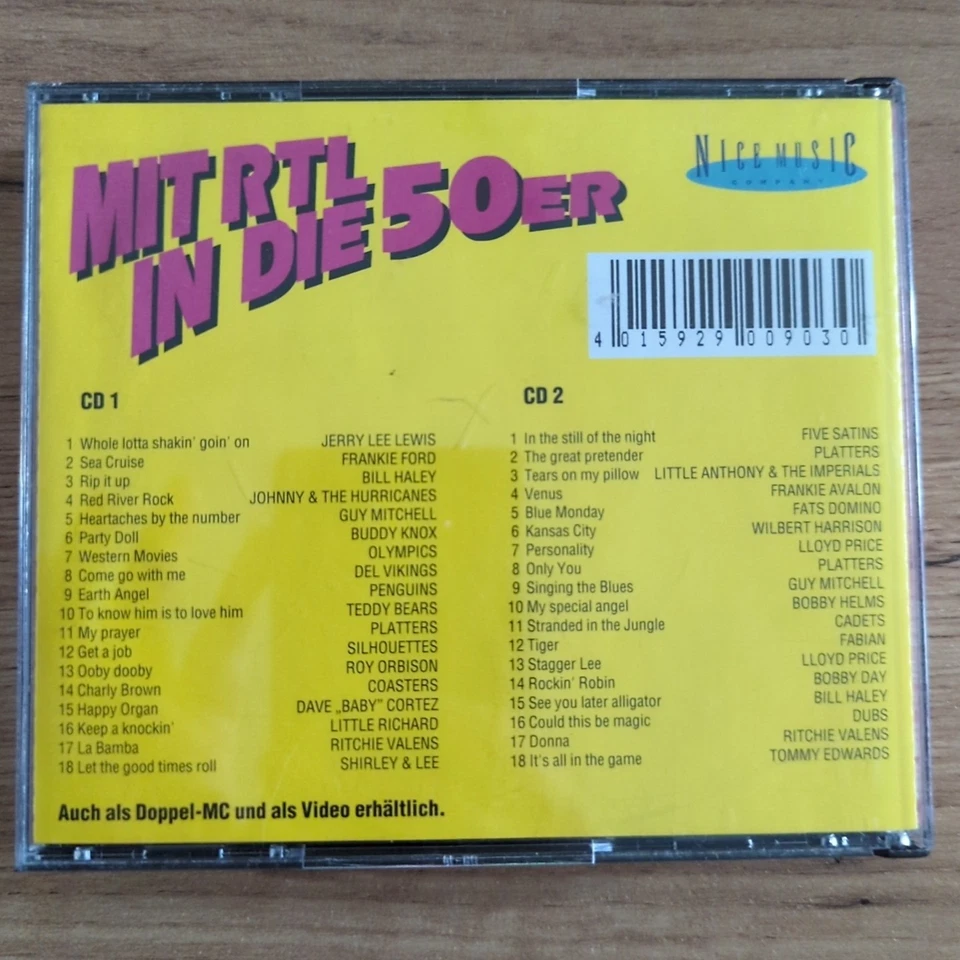 MIT RTL
IN DIE 50ER
NICE MUSIC
COMPANY
4 015929 009030
CD 1
1 Whole lotta shakin' goin' on JERRY LEE LEWIS
2 Sea Cruise FRANKIE FORD
3 Rip it up BILL HALEY
4 Red River Rock JOHNNY & THE HURRICANES
5 Heartaches by the number GUY MITCHELL
6 Party Doll BUDDY KNOX
7 Western Movies OLYMPICS
8 Come go with me DEL VIKINGS
9 Earth Angel PENGUINS
10 To know him is to love him TEDDY BEARS
11 My prayer PLATTERS
12 Get a job SILHOUETTES
13 Ooby dooby ROY ORBISON
14 Charly Brown COASTERS
15 Happy Organ DAVE „BABY" CORTEZ
16 Keep a knockin' LITTLE RICHARD
17 La Bamba RITCHIE VALENS
18 Let the good times roll SHIRLEY & LEE
CD 2
1 In the still of the night FIVE SATINS
2 The great pretender PLATTERS
3 Tears on my pillow LITTLE ANTHONY & THE IMPERIALS
4 Venus FRANKIE AVALON
5 Blue Monday FATS DOMINO
6 Kansas City WILBERT HARRISON
7 Personality LLOYD PRICE
8 Only You PLATTERS
9 Singing the Blues GUY MITCHELL
10 My special angel BOBBY HELMS
11 Stranded in the Jungle CADETS
12 Tiger FABIAN
13 Stagger Lee LLOYD PRICE
14 Rockin' Robin BOBBY DAY
15 See you later alligator BILL HALEY
16 Could this be magic DUBS
17 Donna RITCHIE VALENS
18 It's all in the game TOMMY EDWARDS
Auch als Doppel-MC und als Video erhältlich.